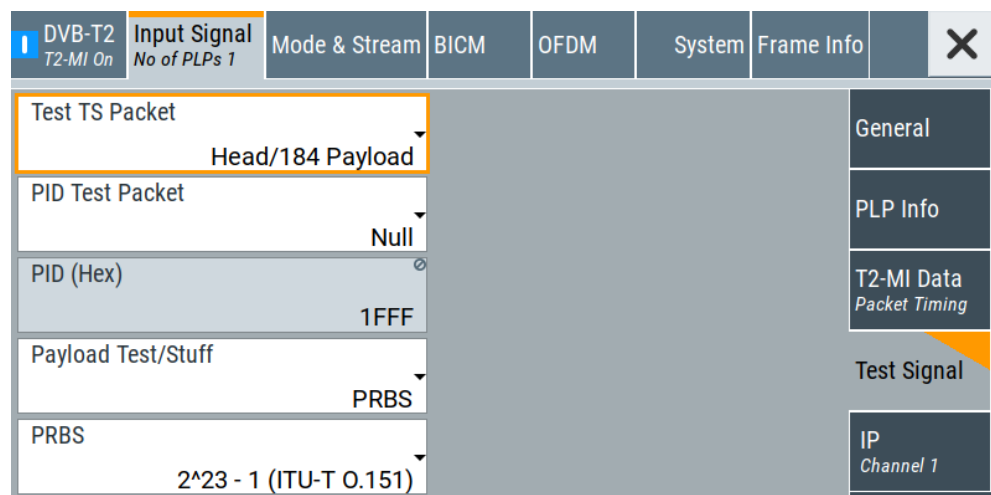 DVB-T2
T2-MI On
Input Signal
No of PLPs 1
Mode & Stream
BICM
OFDM
System
Frame Info
Test TS Packet
Head/184 Payload
PID Test Packet
Null
PID (Hex)
1FFF
Payload Test/Stuff
PRBS
PRBS
2^23 - 1 (ITU-T O.151)
General
PLP Info
T2-MI Data
Packet Timing
Test Signal
IP
Channel 1